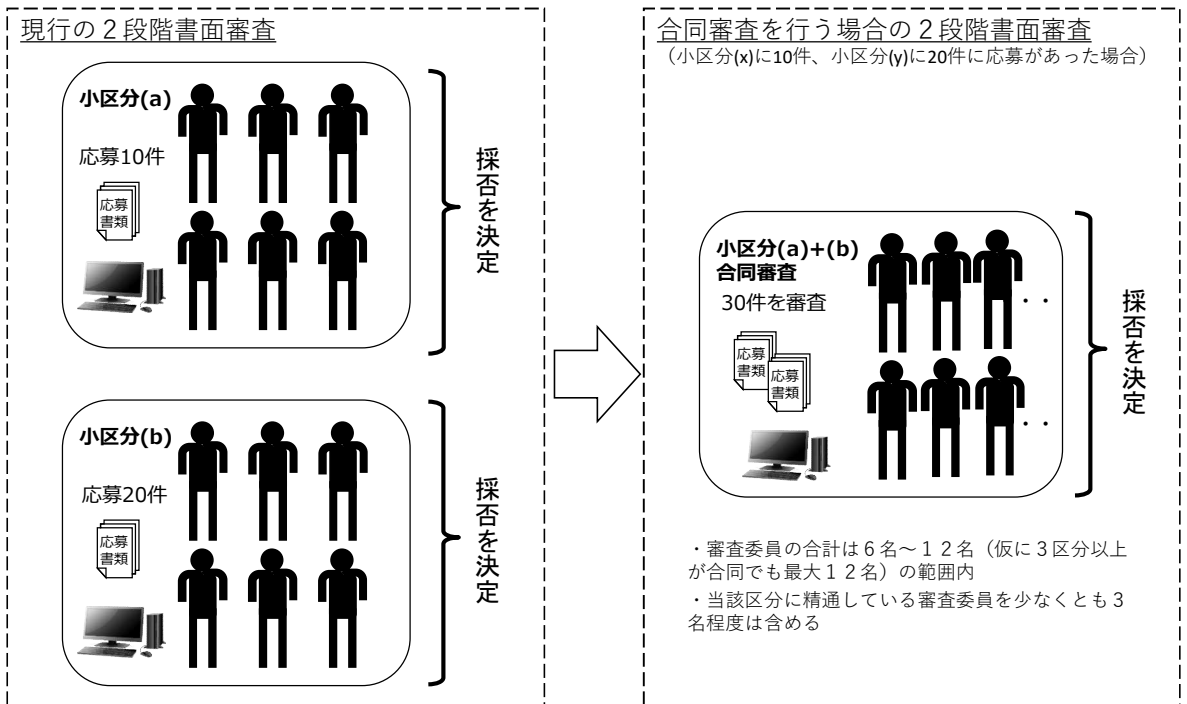 現行の２段階書面審査
小区分(a)
応募10件
応募
書類
採否を決定
小区分(b)
応募20件
応募
書類
採否を決定
合同審査を行う場合の２段階書面審査
（小区分(x)に10件、小区分(y)に20件に応募があった場合）
小区分(a)+(b)
合同審査
30件を審査
応募
書類
応募
書類
・・
・・
採否を決定
・審査委員の合計は６名～１２名（仮に３区分以上
が合同でも最大１２名）の範囲内
・当該区分に精通している審査委員を少なくとも３
名程度は含める